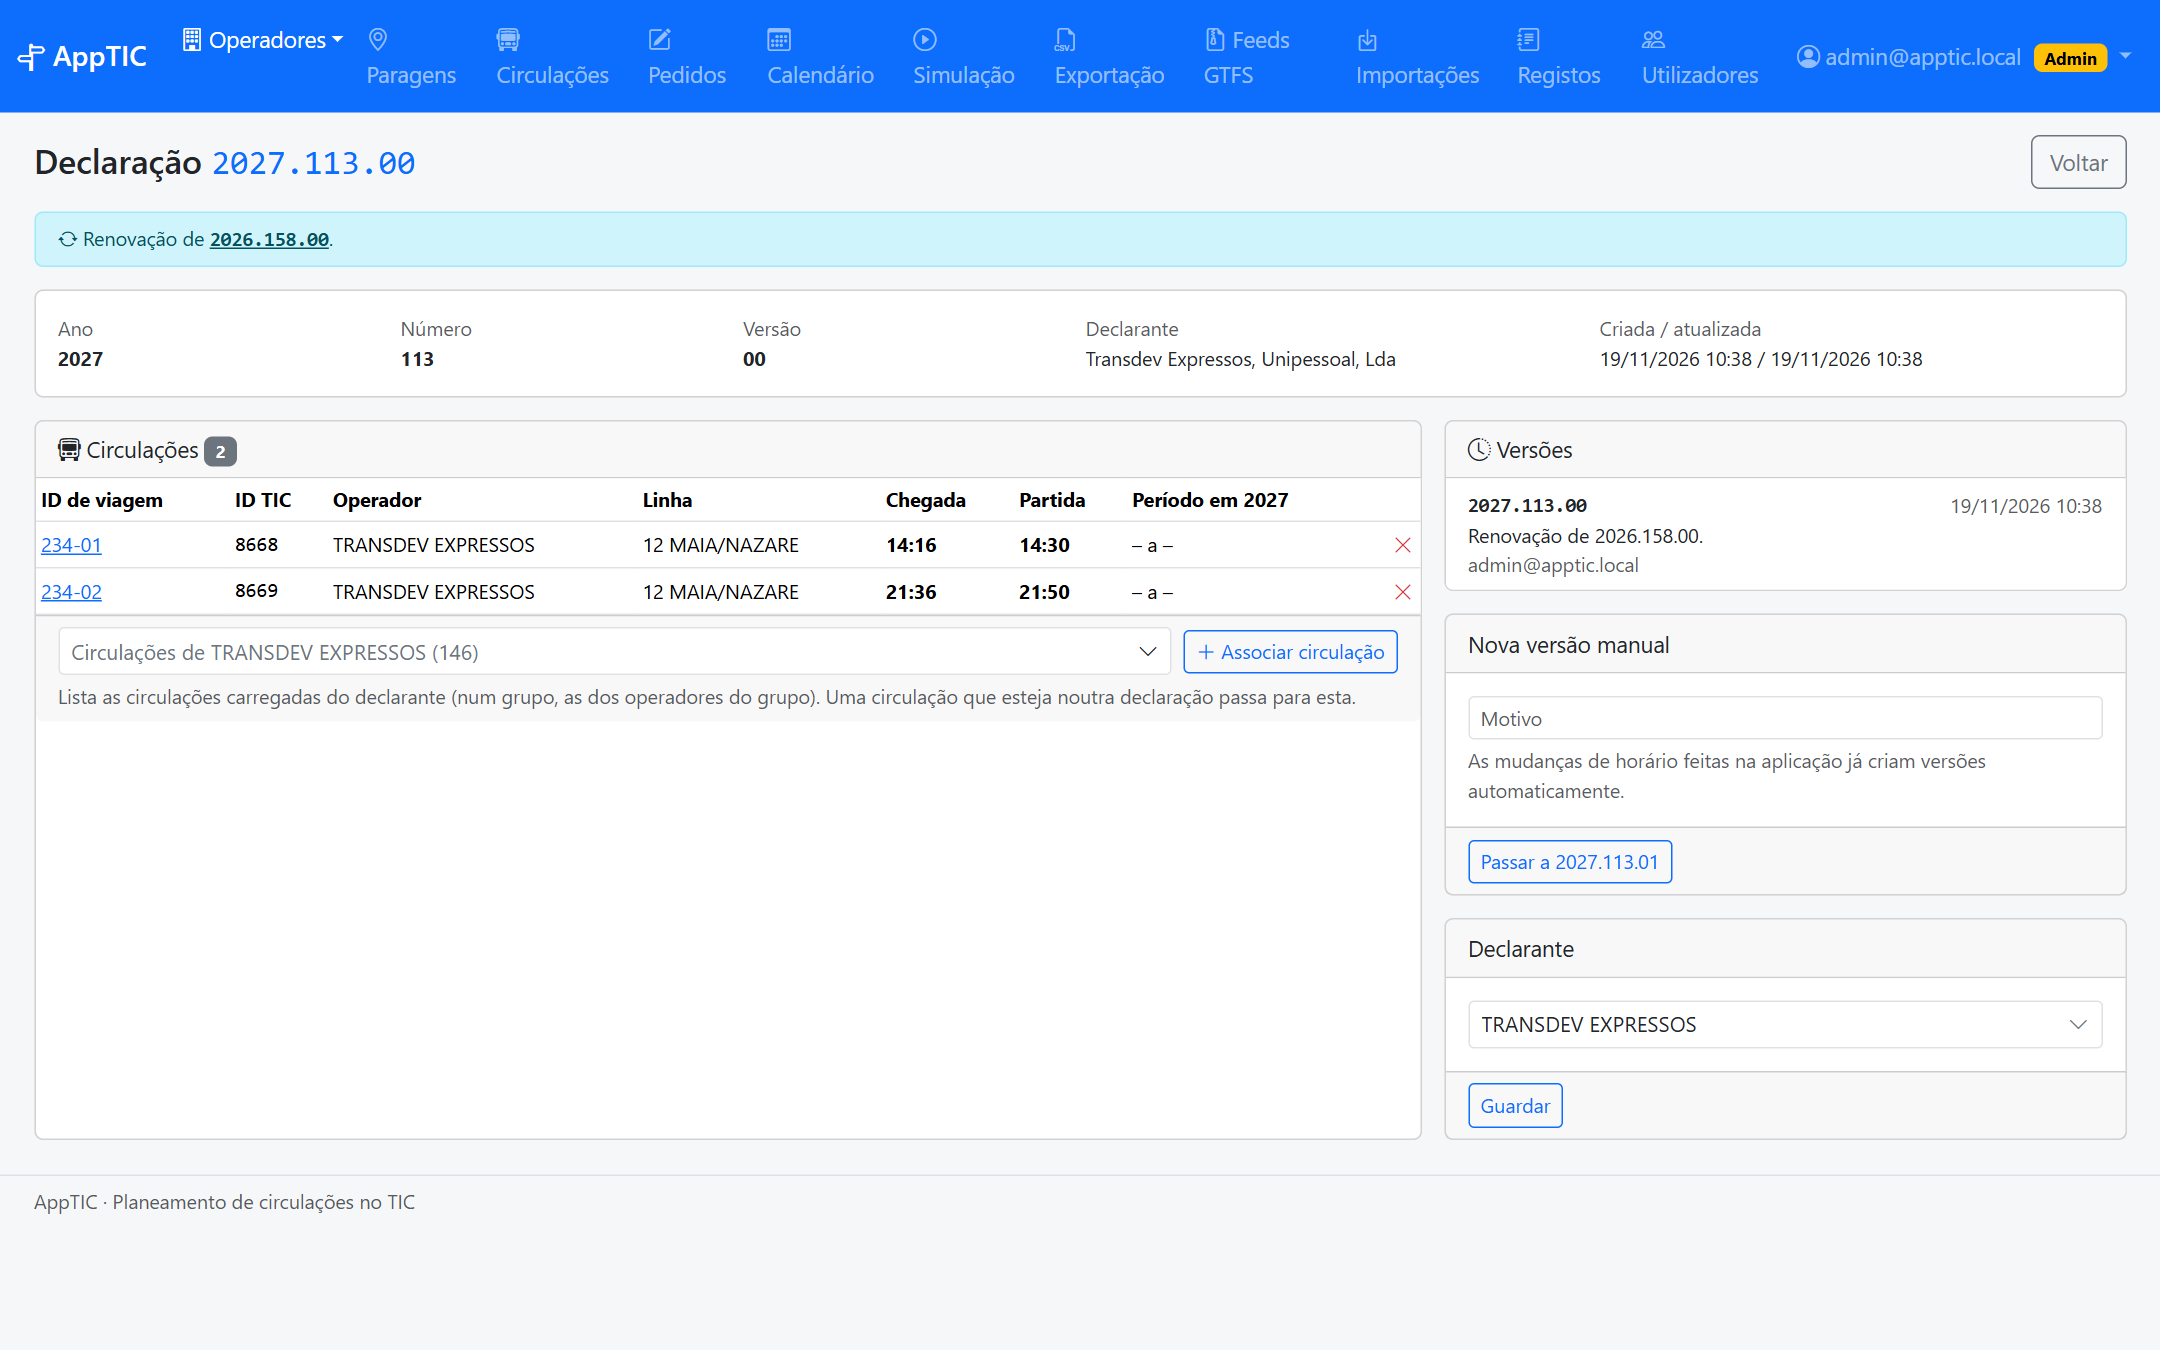 AppTIC
Operadores
Paragens
Circulações
Pedidos
Calendário
Simulação
CSV
Exportação
Feeds
GTFS
Importações
Registos
Utilizadores
admin@apptic.local Admin
Declaração 2027.113.00
Voltar
Renovação de 2026.158.00.
Ano
2027
Número
113
Versão
00
Declarante
Transdev Expressos, Unipessoal, Lda
Criada / atualizada
19/11/2026 10:38 / 19/11/2026 10:38
Circulações 2
ID de viagem ID TIC Operador Linha Chegada Partida Período em 2027
234-01 8668 TRANSDEV EXPRESSOS 12 MAIA/NAZARE 14:16 14:30 – a –
234-02 8669 TRANSDEV EXPRESSOS 12 MAIA/NAZARE 21:36 21:50 – a –
Circulações de TRANSDEV EXPRESSOS (146)
+ Associar circulação
Lista as circulações carregadas do declarante (num grupo, as dos operadores do grupo). Uma circulação que esteja noutra declaração passa para esta.
Versões
2027.113.00 19/11/2026 10:38
Renovação de 2026.158.00.
admin@apptic.local
Nova versão manual
Motivo
As mudanças de horário feitas na aplicação já criam versões
automaticamente.
Passar a 2027.113.01
Declarante
TRANSDEV EXPRESSOS
Guardar
AppTIC · Planeamento de circulações no TIC